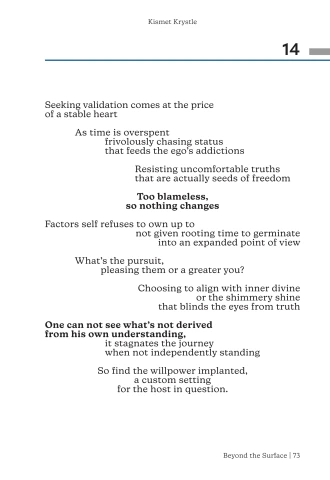 Kismet Krystle
14
Seeking validation comes at the price
of a stable heart
As time is overspent
frivolously chasing status
that feeds the ego's addictions
Resisting uncomfortable truths
that are actually seeds of freedom
Too blameless,
so nothing changes
Factors self refuses to own up to
not given rooting time to germinate
into an expanded point of view
What's the pursuit,
pleasing them or a greater you?
Choosing to align with inner divine
or the shimmery shine
that blinds the eyes from truth
One can not see what's not derived
from his own understanding,
it stagnates the journey
when not independently standing
So find the willpower implanted,
a custom setting
for the host in question.
Beyond the Surface | 73